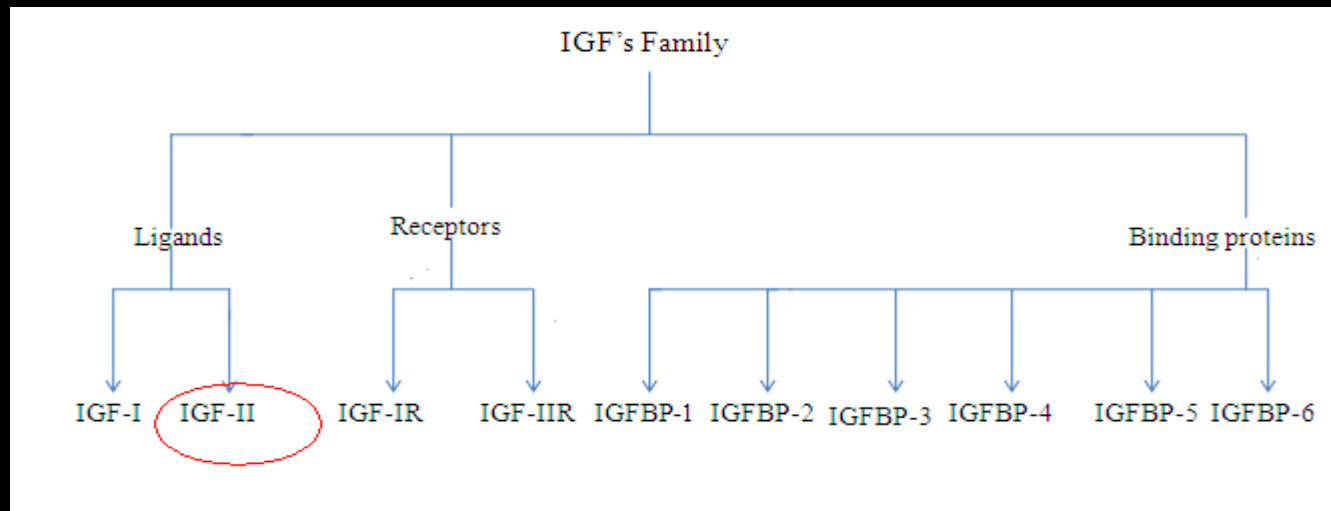 IGF's Family
Ligands
Receptors
Binding proteins
IGF-I
IGF-II
IGF-IR
IGF-IIR
IGFBP-1
IGFBP-2
IGFBP-3
IGFBP-4
IGFBP-5
IGFBP-6